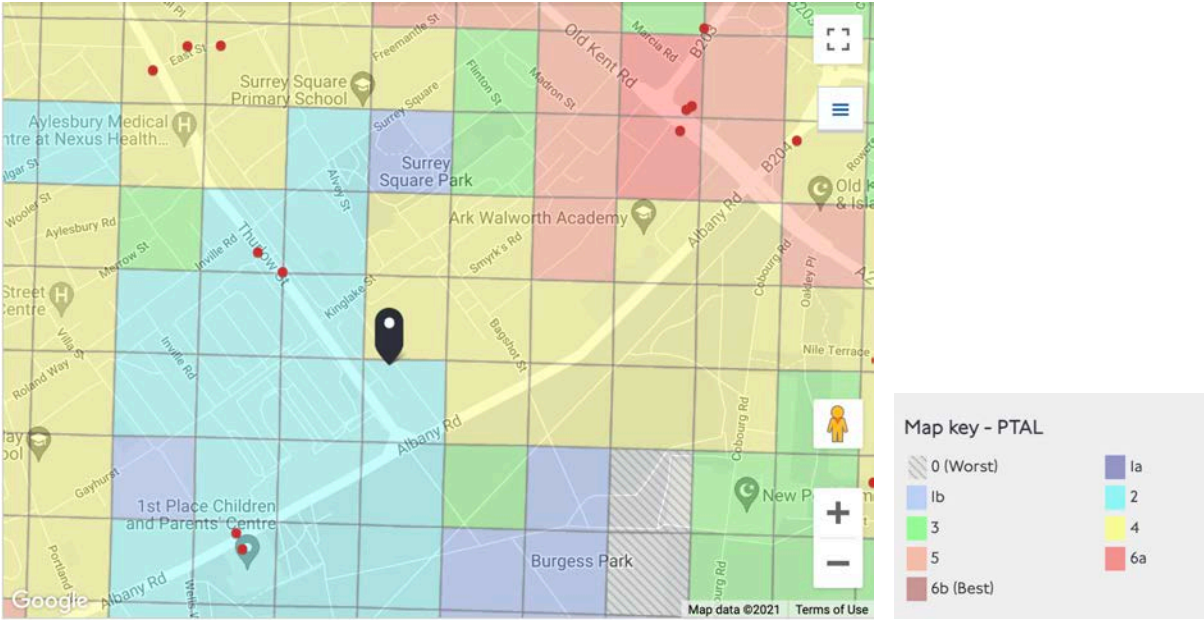 Freemantle St
Marcia Rd
East St
Old Kent Rd
Surrey Square
Primary School
Flinton St
Madron St
Aylesbury Medical
ntre at Nexus Health...
Surrey Square
B204
Surrey
Square Park
Alvey St
Wooler St
Aylesbury Rd
Ark Walworth Academy
Albany Rd
Merrow St
Inville Rd
Thurlow St
Smyrk's Rd
Cobourg Rd
Oakley Pl
A2
Street
Centre
Kinglake St
Villa St
Inville Rd
Bagshot St
Nile Terrace
Roland Way
Albany Rd
Cobourg Rd
Gayhurst
1st Place Children
and Parents' Centre
Burgess Park
Portland
Albany Rd
Google
Map data ©2021
Terms of Use
Map key - PTAL
0 (Worst)
Ia
Ib
2
3
4
5
6a
6b (Best)